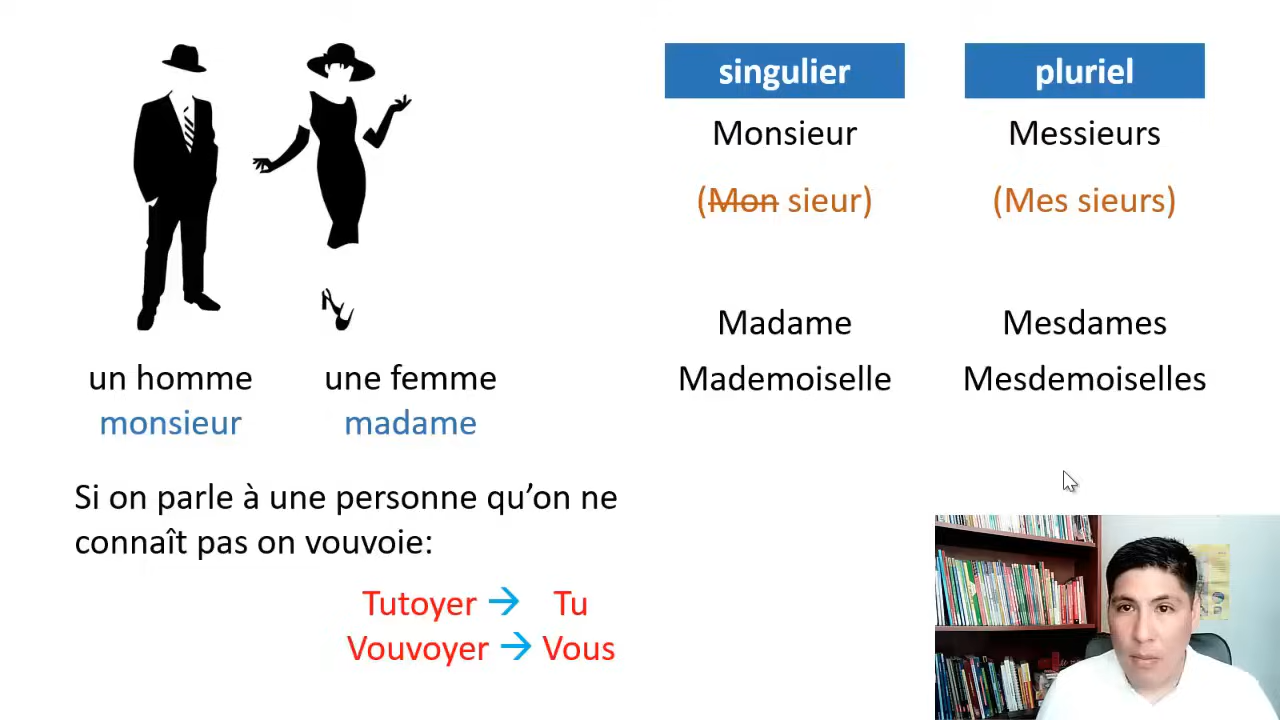 singulier pluriel
Monsieur Messieurs
(Mon sieur) (Mes sieurs)
Madame Mesdames
Mademoiselle Mesdemoiselles
un homme une femme
monsieur madame
Si on parle à une personne qu’on ne
connaît pas on vouvoie:
Tutoyer → Tu
Vouvoyer → Vous